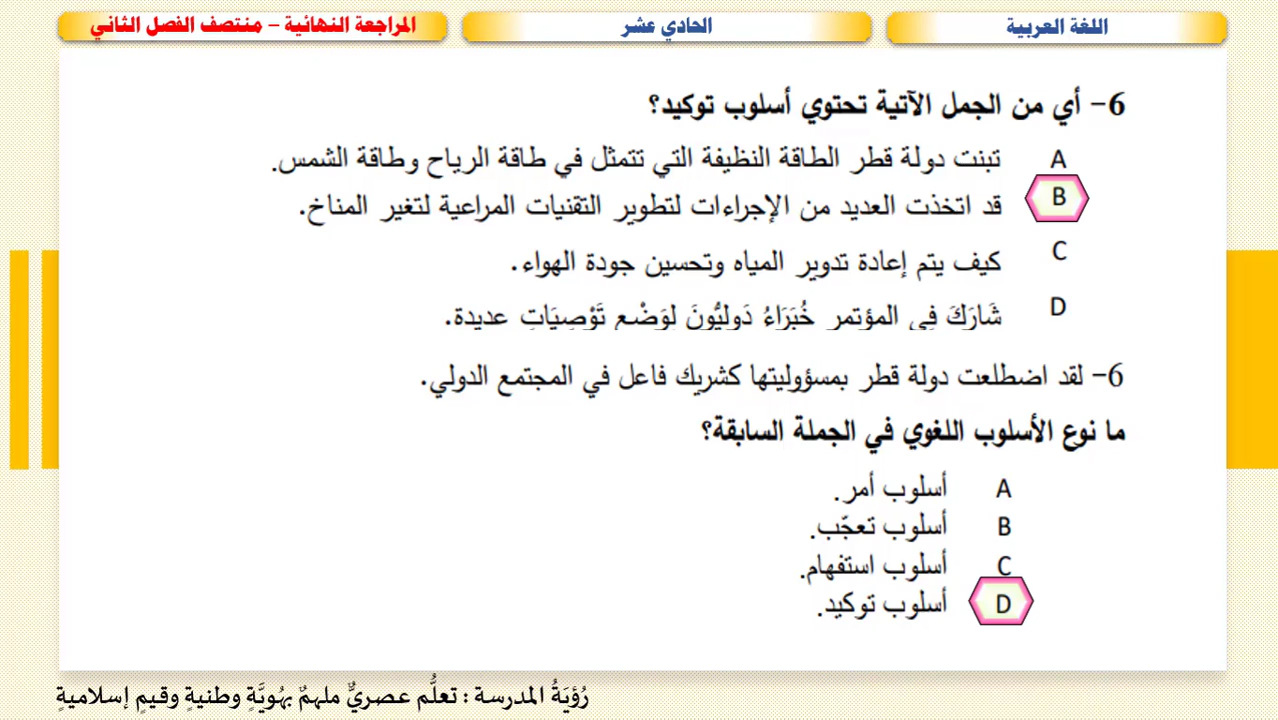 اللغة العربية
الحادي عشر
المراجعة النهائية – منتصف الفصل الثاني
6- أي من الجمل الآتية تحتوي أسلوب توكيد؟
A تبنت دولة قطر الطاقة النظيفة التي تتمثل في طاقة الرياح وطاقة الشمس.
B قد اتخذت العديد من الإجراءات لتطوير التقنيات المراعية لتغير المناخ.
C كيف يتم إعادة تدوير المياه وتحسين جودة الهواء.
D شَارَكَ فِي المؤتمر خُبَرَاءُ دَولِيُّونَ لِوَضْعِ تَوْصِيَاتِ عديدة.
6- لقد اضطلعت دولة قطر بمسؤوليتها كشريك فاعل في المجتمع الدولي.
ما نوع الأسلوب اللغوي في الجملة السابقة؟
A أسلوب أمر.
B أسلوب تعجّب.
C أسلوب استفهام.
D أسلوب توكيد.
رُؤيَةُ المدرسة : تعلُّم عصريٌّ ملهمٌ بهُويَّةٍ وطنيةٍ وقيمٍ إسلاميةٍ